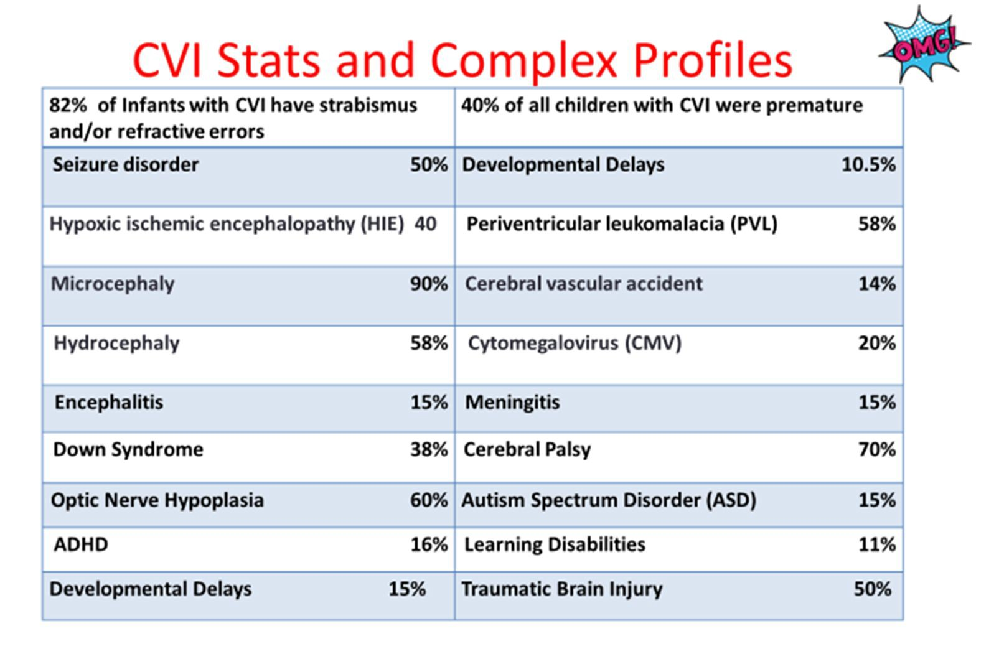 OMG!
CVI Stats and Complex Profiles
82% of Infants with CVI have strabismus
and/or refractive errors
40% of all children with CVI were premature
Seizure disorder 50%
Developmental Delays 10.5%
Hypoxic ischemic encephalopathy (HIE) 40
Periventricular leukomalacia (PVL) 58%
Microcephaly 90%
Cerebral vascular accident 14%
Hydrocephaly 58%
Cytomegalovirus (CMV) 20%
Encephalitis 15%
Meningitis 15%
Down Syndrome 38%
Cerebral Palsy 70%
Optic Nerve Hypoplasia 60%
Autism Spectrum Disorder (ASD) 15%
ADHD 16%
Learning Disabilities 11%
Developmental Delays 15%
Traumatic Brain Injury 50%